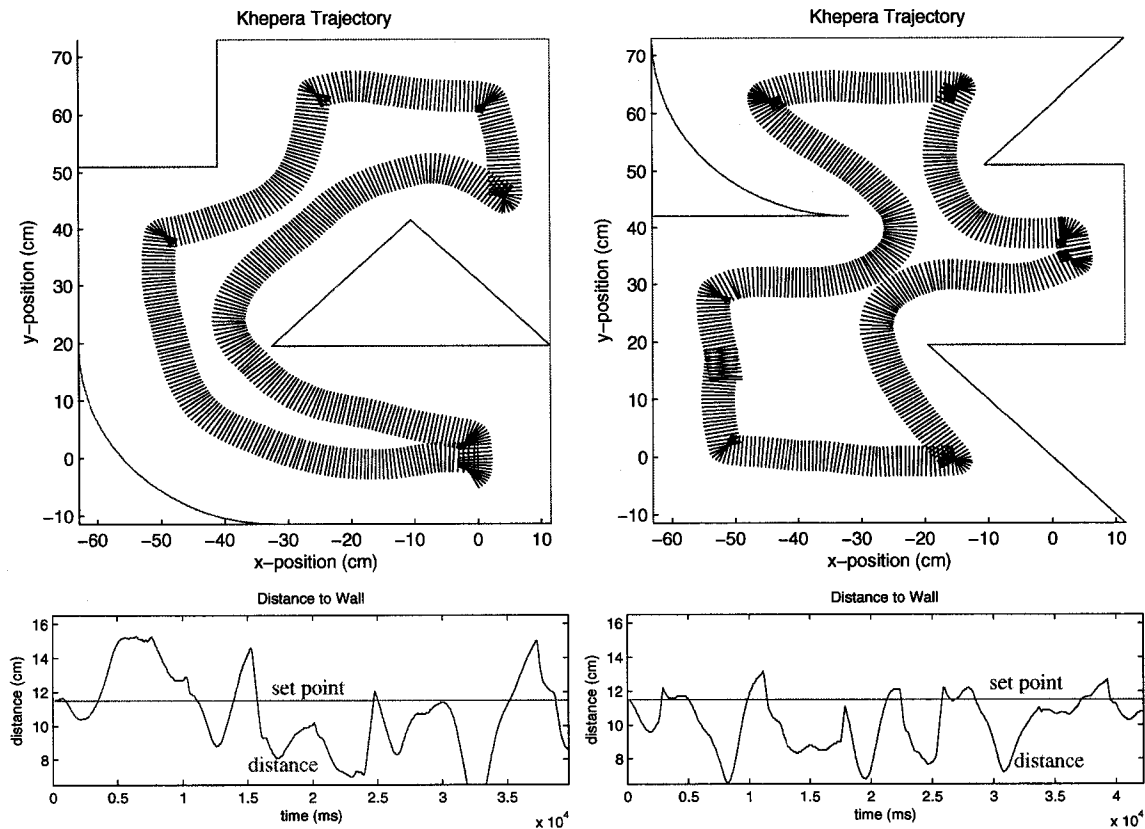 Khepera Trajectory
70
60
50
40
30
20
10
0
−10
y−position (cm)
−60 −50 −40 −30 −20 −10 0 10
x−position (cm)
Khepera Trajectory
70
60
50
40
30
20
10
0
−10
y−position (cm)
−60 −50 −40 −30 −20 −10 0 10
x−position (cm)
Distance to Wall
16
14
12
10
8
distance (cm)
set point
distance
0 0.5 1 1.5 2 2.5 3 3.5
time (ms)
x 10⁴
Distance to Wall
16
14
12
10
8
distance (cm)
set point
distance
0 0.5 1 1.5 2 2.5 3 3.5 4
time (ms)
x 10⁴